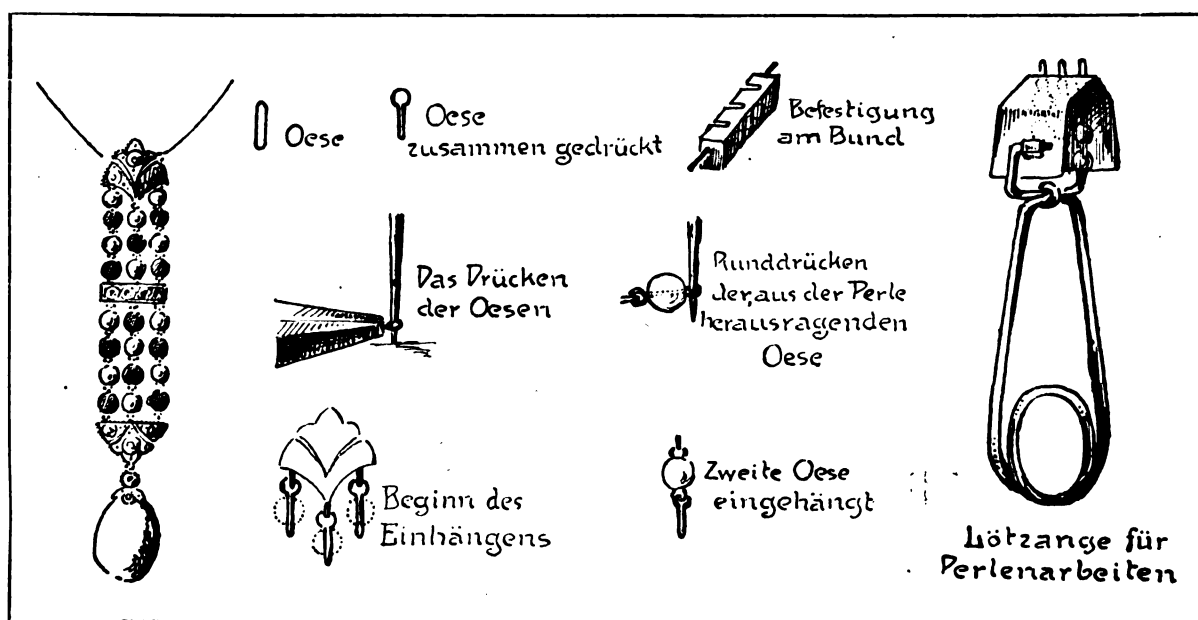 Oese
Oese
zusammen gedrückt
Befestigung
am Bund
Das Drücken
der Oesen
Runddrücken
der, aus der Perle
herausragenden
Oese
Beginn des
Einhängens
Zweite Oese
eingehängt
Lötzange für
Perlenarbeiten